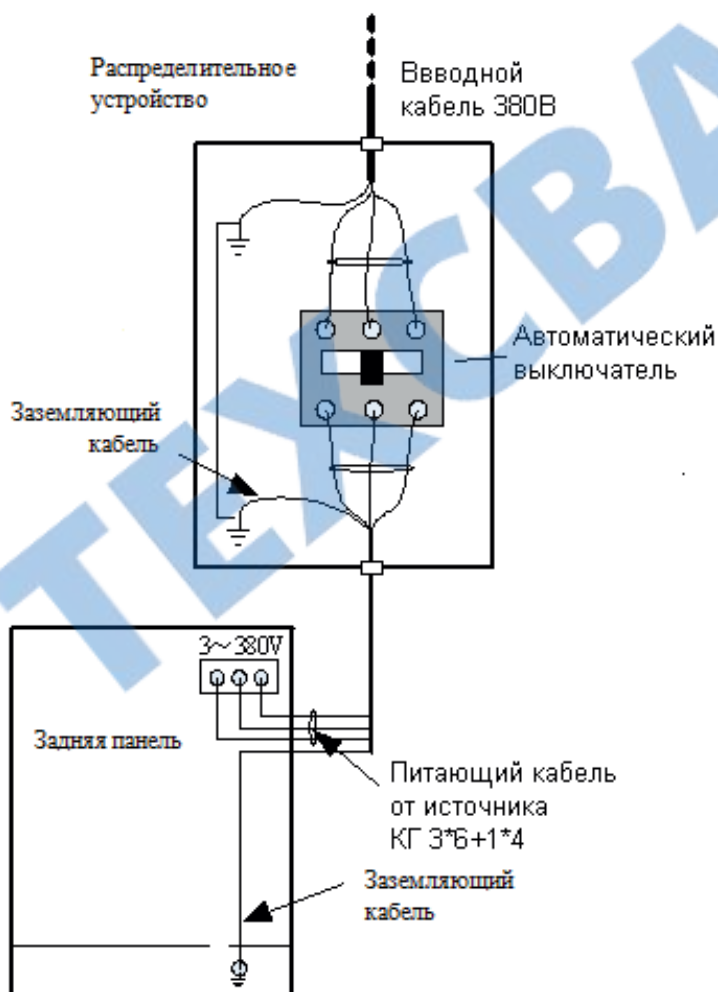 Распределительное
устройство
Ввводной
кабель 380В
Автоматический
выключатель
Заземляющий
кабель
3~380V
Задняя панель
Питающий кабель
от источника
КГ 3*6+1*4
Заземляющий
кабель
ТЕХСВА